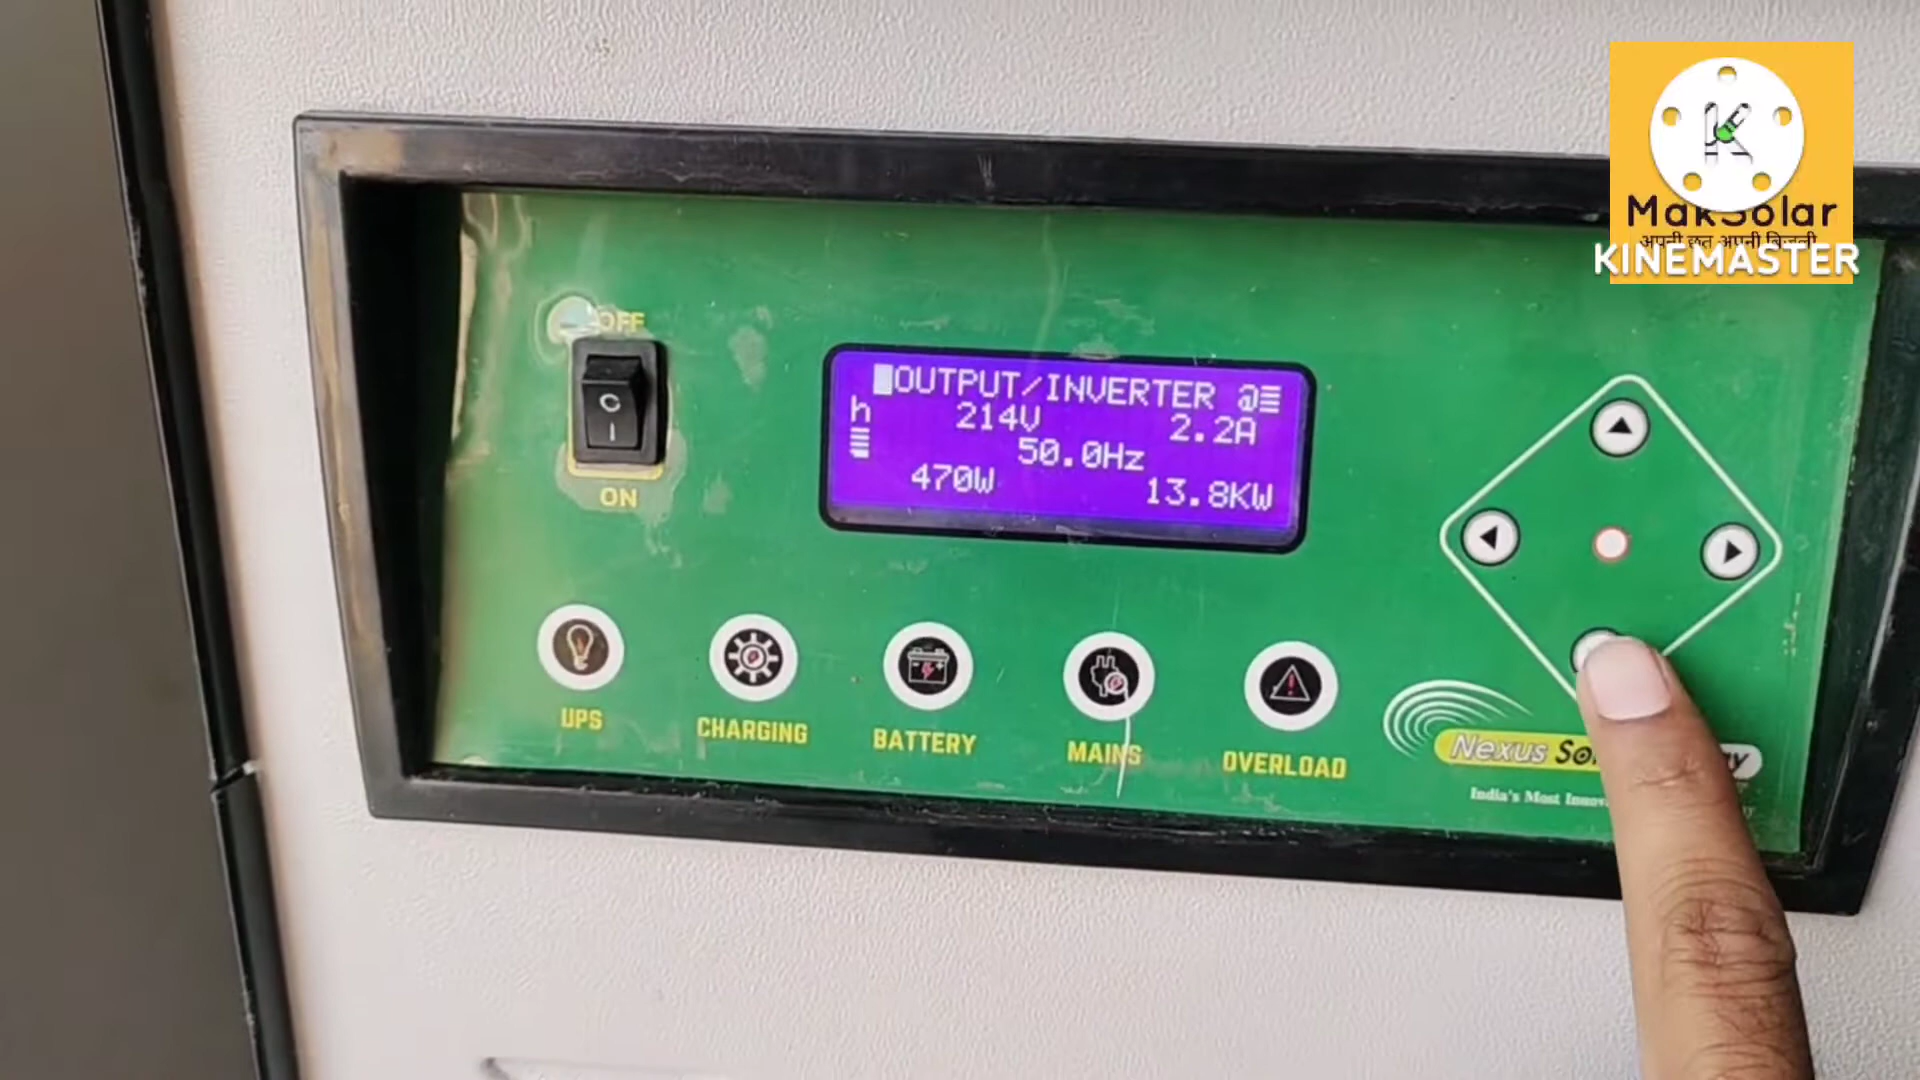 MakSolar
अपनी छत अपनी बिजली
KINEMASTER
OFF
ON
OUTPUT/INVERTER @
h 214V 2.2A
50.0Hz
470W 13.8KW
UPS
CHARGING
BATTERY
MAINS
OVERLOAD
Nexus
India's Most